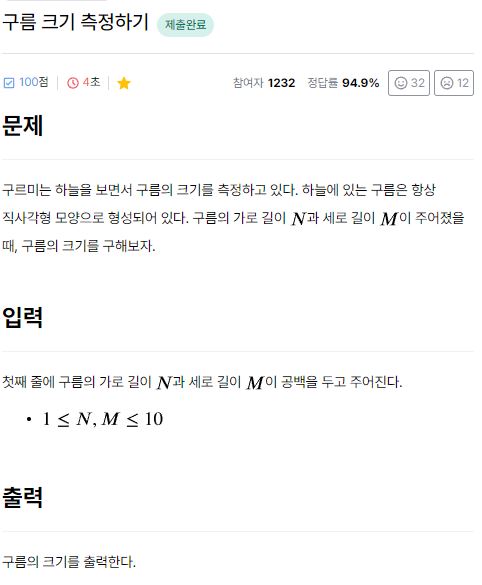 구름 크기 측정하기 제출완료
100점 4초 참여자 1232 정답률 94.9% 32 12
문제
구르미는 하늘을 보면서 구름의 크기를 측정하고 있다. 하늘에 있는 구름은 항상
직사각형 모양으로 형성되어 있다. 구름의 가로 길이 N과 세로 길이 M이 주어졌을
때, 구름의 크기를 구해보자.
입력
첫째 줄에 구름의 가로 길이 N과 세로 길이 M이 공백을 두고 주어진다.
• 1 ≤ N, M ≤ 10
출력
구름의 크기를 출력한다.